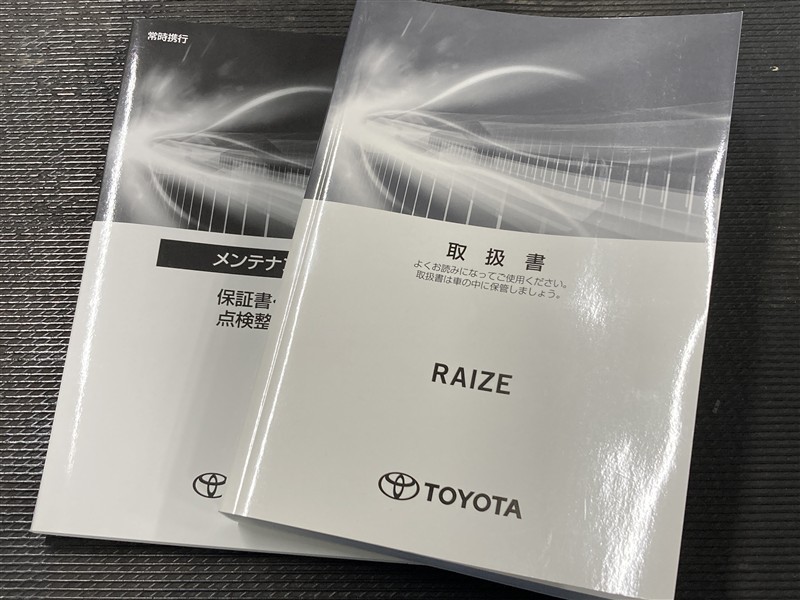 常時携行
メンテナ
保証書・
点検整
取扱書
よくお読みになってご使用ください。
取扱書は車の中に保管しましょう。
RAIZE
TOYOTA